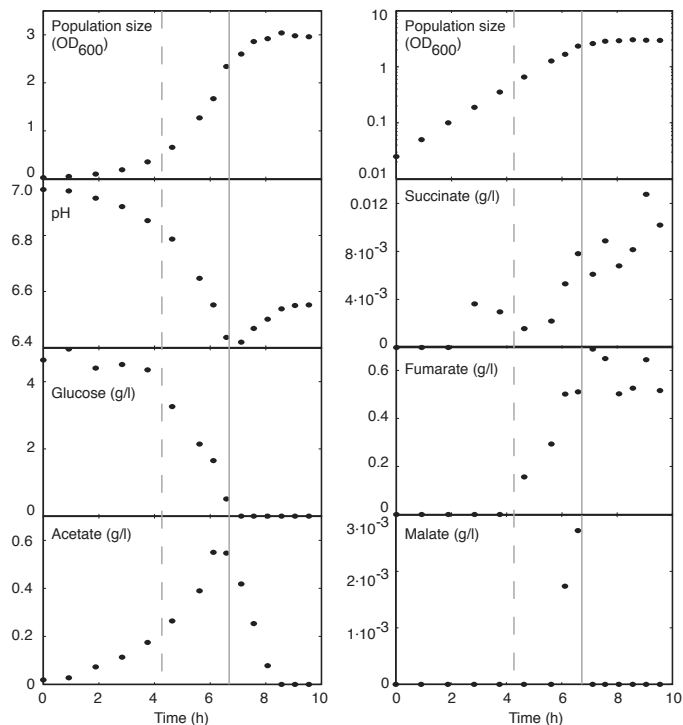 Population size
(OD600)
3
2
1
0
7.0
pH
6.8
6.6
6.4
4
Glucose (g/l)
2
0
0.6
Acetate (g/l)
0.4
0.2
0
0 2 4 6 8 10
Time (h)
10
Population size
(OD600)
1
0.1
0.01
0.012
Succinate (g/l)
8·10-3
4·10-3
0
0.6
Fumarate (g/l)
0.4
0.2
0
3·10-3
Malate (g/l)
2·10-3
1·10-3
0
0 2 4 6 8 10
Time (h)